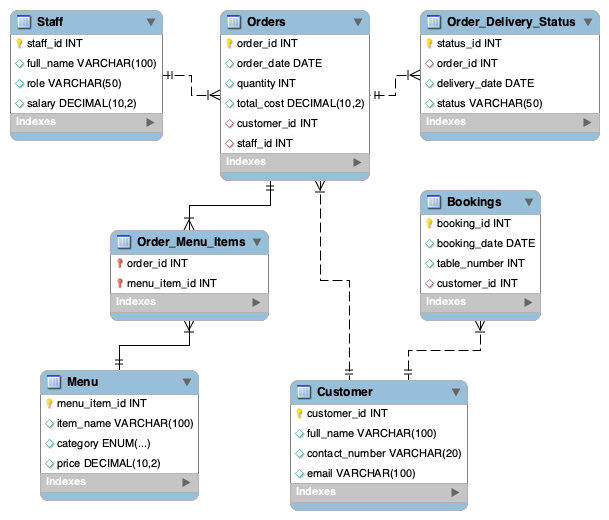 Staff
staff_id INT
full_name VARCHAR(100)
role VARCHAR(50)
salary DECIMAL(10,2)
Indexes
Orders
order_id INT
order_date DATE
quantity INT
total_cost DECIMAL(10,2)
customer_id INT
staff_id INT
Indexes
Order_Delivery_Status
status_id INT
order_id INT
delivery_date DATE
status VARCHAR(50)
Indexes
Order_Menu_Items
order_id INT
menu_item_id INT
Indexes
Bookings
booking_id INT
booking_date DATE
table_number INT
customer_id INT
Indexes
Menu
menu_item_id INT
item_name VARCHAR(100)
category ENUM(...)
price DECIMAL(10,2)
Indexes
Customer
customer_id INT
full_name VARCHAR(100)
contact_number VARCHAR(20)
email VARCHAR(100)
Indexes